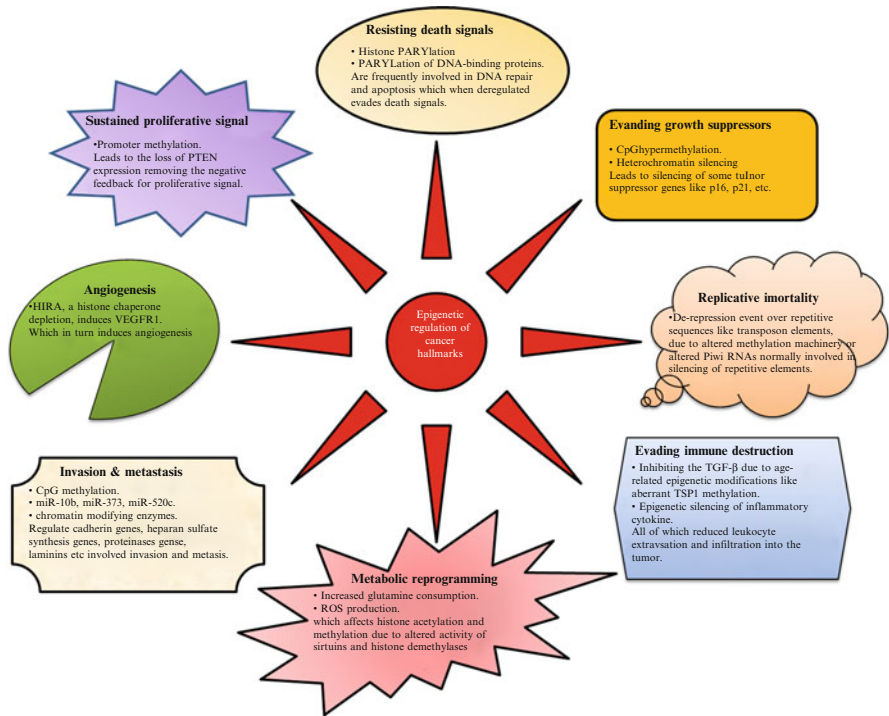 Resisting death signals
• Histone PARYlation
• PARYLation of DNA-binding proteins.
Are frequently involved in DNA repair
and apoptosis which when deregulated
evades death signals.
Sustained proliferative signal
•Promoter methylation.
Leads to the loss of PTEN
expression removing the negative
feedback for proliferative signal.
Evanding growth suppressors
• CpGhypermethylation.
• Heterochromatin silencing
Leads to silencing of some tulnor
suppressor genes like p16, p21, etc.
Angiogenesis
•HIRA, a histone chaperone
depletion, induces VEGFR1.
Which in turn induces angiogenesis
Epigenetic
regulation of
cancer
hallmarks
Replicative imortality
•De-repression event over repetitive
sequences like transposon elements,
due to altered methylation machinery or
altered Piwi RNAs normally involved in
silencing of repetitive elements.
Invasion & metastasis
• CpG methylation.
• miR-10b, miR-373, miR-520c.
• chromatin modifying enzymes.
Regulate cadherin genes, heparan sulfate
synthesis genes, proteinases gense,
laminins etc involved invasion and metasis.
Evading immune destruction
• Inhibiting the TGF-β due to age-
related epigenetic modifications like
aberrant TSP1 methylation.
• Epigenetic silencing of inflammatory
cytokine.
All of which reduced leukocyte
extravsation and infiltration into the
tumor.
Metabolic reprogramming
• Increased glutamine consumption.
• ROS production.
which affects histone acetylation and
methylation due to altered activity of
sirtuins and histone demethylases